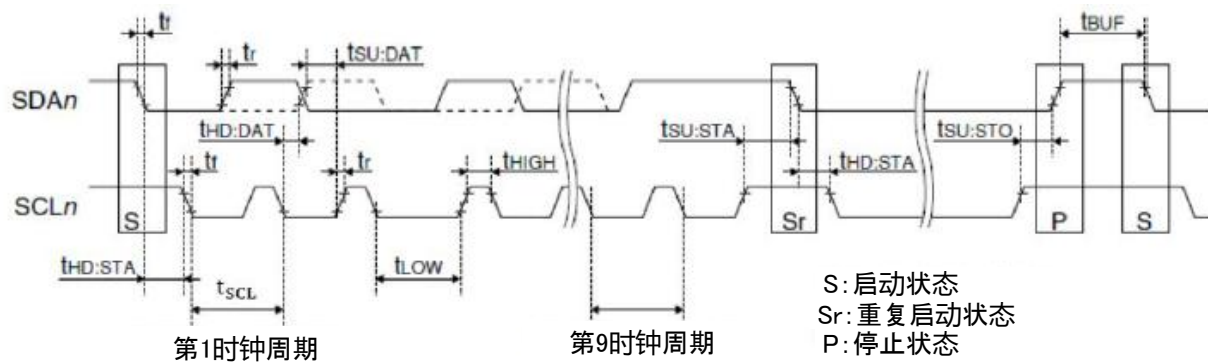 tf
tr
tSU:DAT
tBUF
SDAn
tHD:DAT
tSU:STA
tSU:STO
tf
tr
tHIGH
tHD:STA
SCLn
S
Sr
P
S
tHD:STA
tLOW
tSCL
S:启动状态
Sr:重复启动状态
P:停止状态
第1时钟周期
第9时钟周期